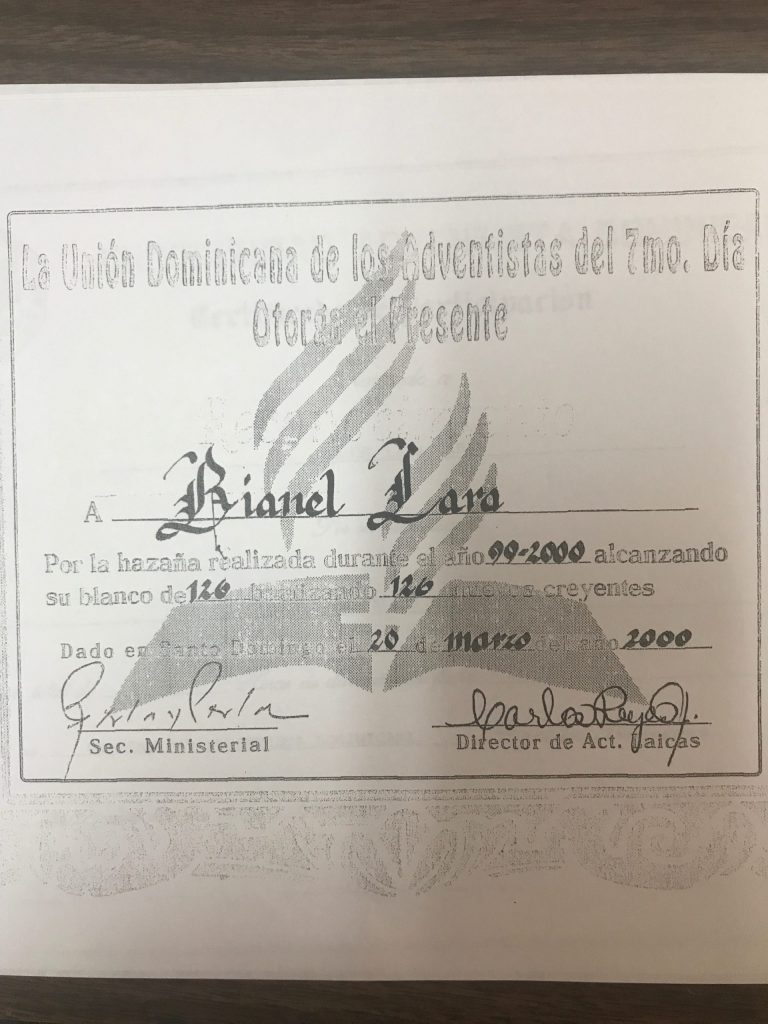 La Unión Dominicana de los Adventistas del 7mo. Día
Otorga el Presente
Reconocimiento
A Rianel Lara
Por la hazaña realizada durante el año 99-2000 alcanzando
su blanco de 126 bautizando 126 nuevos creyentes
Dado en Santo Domingo el 20 de marzo del año 2000
Sec. Ministerial
Director de Act. Laicas